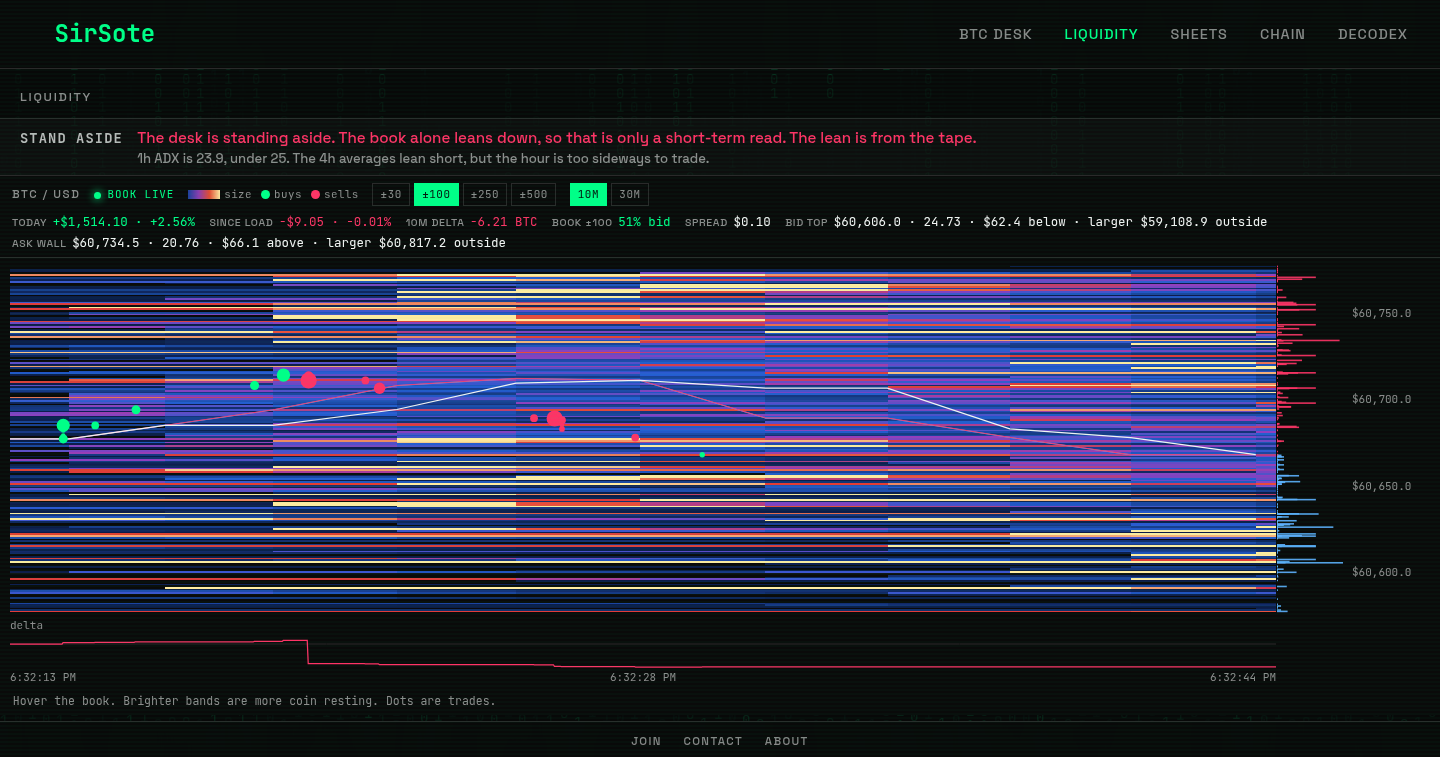 SirSote
BTC DESK LIQUIDITY SHEETS CHAIN DECODEX
LIQUIDITY
STAND ASIDE The desk is standing aside. The book alone leans down, so that is only a short-term read. The lean is from the tape.
1h ADX is 23.9, under 25. The 4h averages lean short, but the hour is too sideways to trade.
BTC / USD BOOK LIVE size buys sells ±30 ±100 ±250 ±500 10M 30M
TODAY +$1,514.10 · +2.56% SINCE LOAD -$9.05 · -0.01% 10M DELTA -6.21 BTC BOOK ±100 51% bid SPREAD $0.10 BID TOP $60,606.0 · 24.73 · $62.4 below · larger $59,108.9 outside
ASK WALL $60,734.5 · 20.76 · $66.1 above · larger $60,817.2 outside
$60,750.0
$60,700.0
$60,650.0
$60,600.0
delta
6:32:13 PM 6:32:28 PM 6:32:44 PM
Hover the book. Brighter bands are more coin resting. Dots are trades.
JOIN CONTACT ABOUT